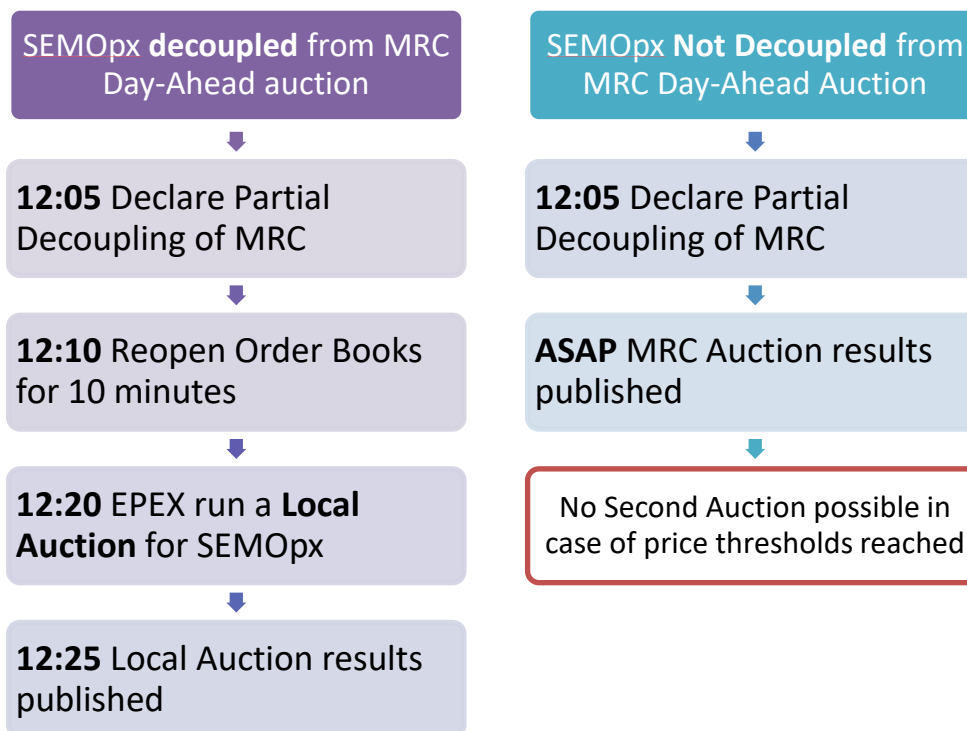 SEMOpx decoupled from MRC
Day-Ahead auction
12:05 Declare Partial
Decoupling of MRC
12:10 Reopen Order Books
for 10 minutes
12:20 EPEX run a Local
Auction for SEMOpx
12:25 Local Auction results
published
SEMOpx Not Decoupled from
MRC Day-Ahead Auction
12:05 Declare Partial
Decoupling of MRC
ASAP MRC Auction results
published
No Second Auction possible in
case of price thresholds reached